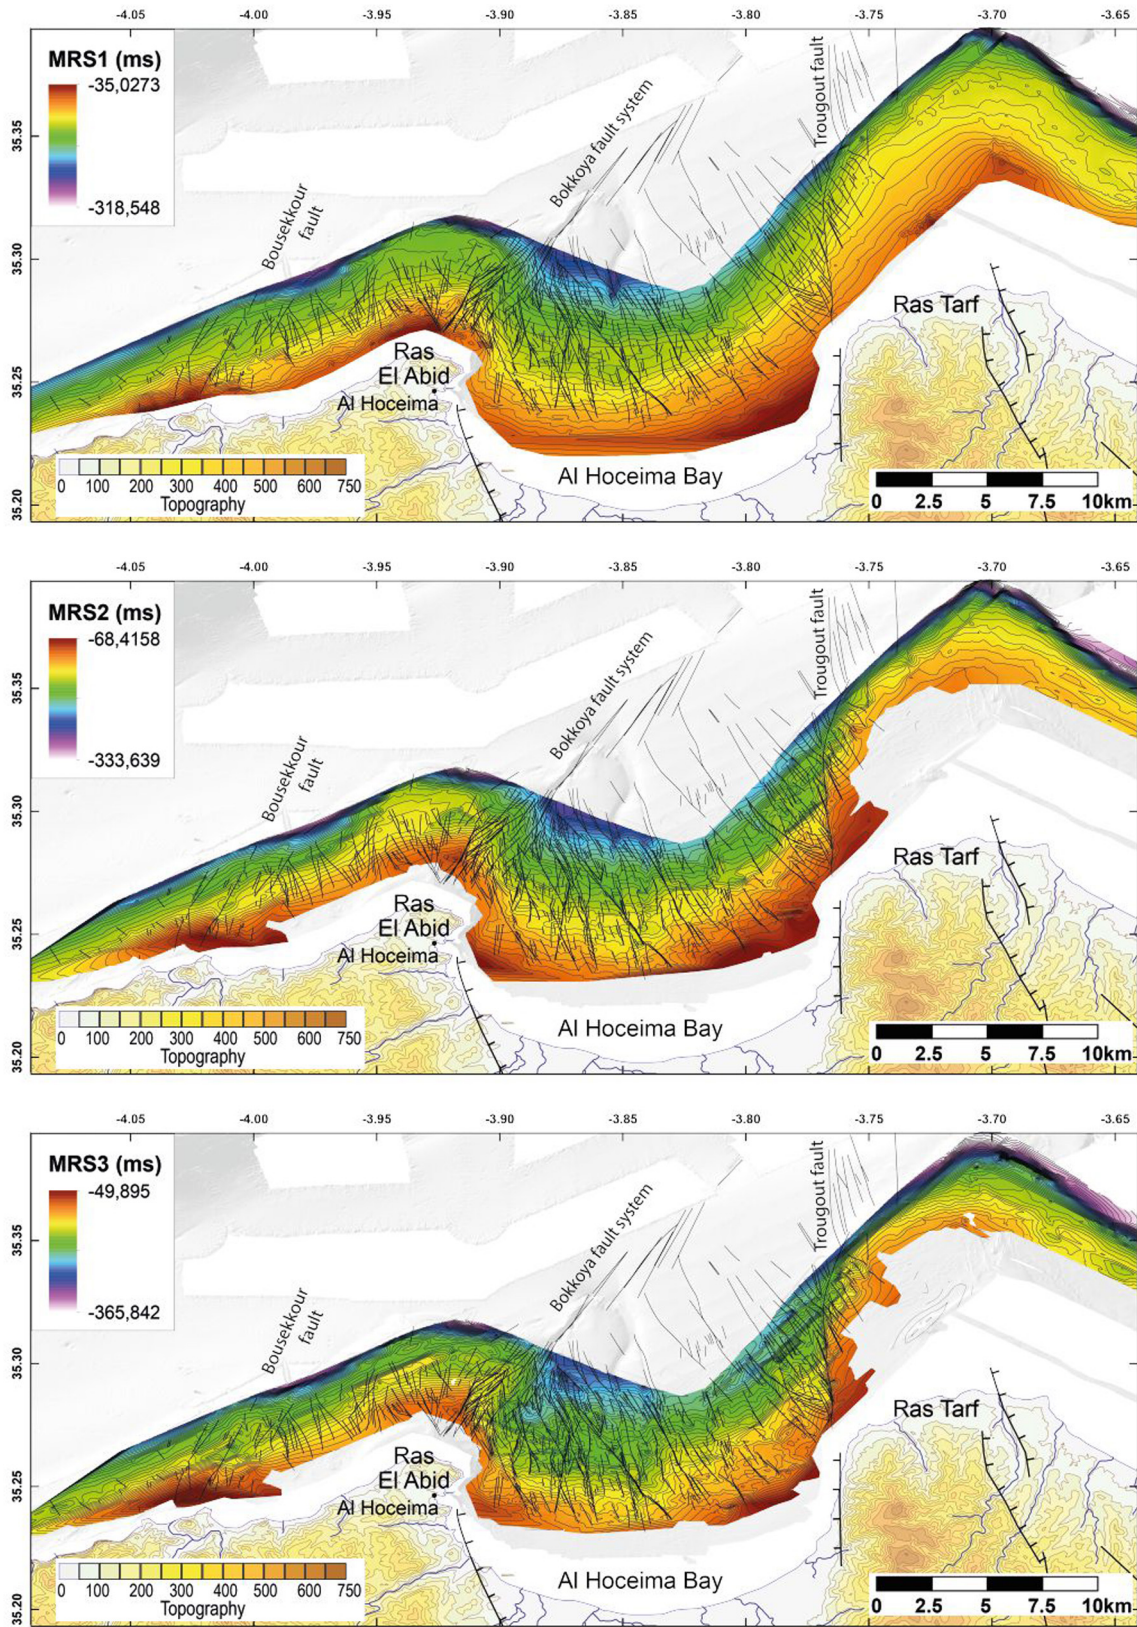 -4.05 -4.00 -3.95 -3.90 -3.85 -3.80 -3.75 -3.70 -3.65
MRS1 (ms)
-35,0273
-318,548
35.35
35.30
35.25
35.20
Bousekkour
fault
Bokkoya fault system
Trougout fault
Ras Tarf
Ras
El Abid
Al Hoceima
Al Hoceima Bay
0 100 200 300 400 500 600 750
Topography
0 2.5 5 7.5 10km
-4.05 -4.00 -3.95 -3.90 -3.85 -3.80 -3.75 -3.70 -3.65
MRS2 (ms)
-68,4158
-333,639
35.35
35.30
35.25
35.20
Bousekkour
fault
Bokkoya fault system
Trougout fault
Ras Tarf
Ras
El Abid
Al Hoceima
Al Hoceima Bay
0 100 200 300 400 500 600 750
Topography
0 2.5 5 7.5 10km
-4.05 -4.00 -3.95 -3.90 -3.85 -3.80 -3.75 -3.70 -3.65
MRS3 (ms)
-49,895
-365,842
35.35
35.30
35.25
35.20
Bousekkour
fault
Bokkoya fault system
Trougout fault
Ras Tarf
Ras
El Abid
Al Hoceima
Al Hoceima Bay
0 100 200 300 400 500 600 750
Topography
0 2.5 5 7.5 10km